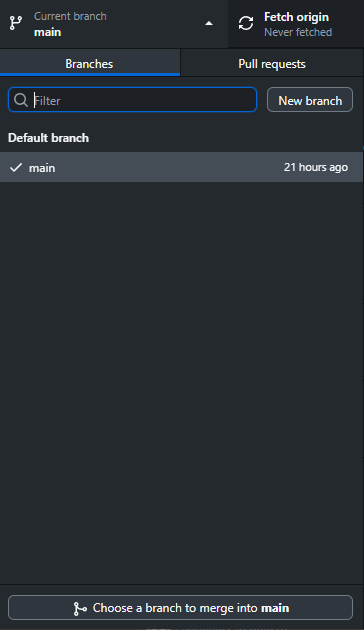 Current branch
main
Fetch origin
Never fetched
Branches
Pull requests
Filter
New branch
Default branch
main
21 hours ago
Choose a branch to merge into main